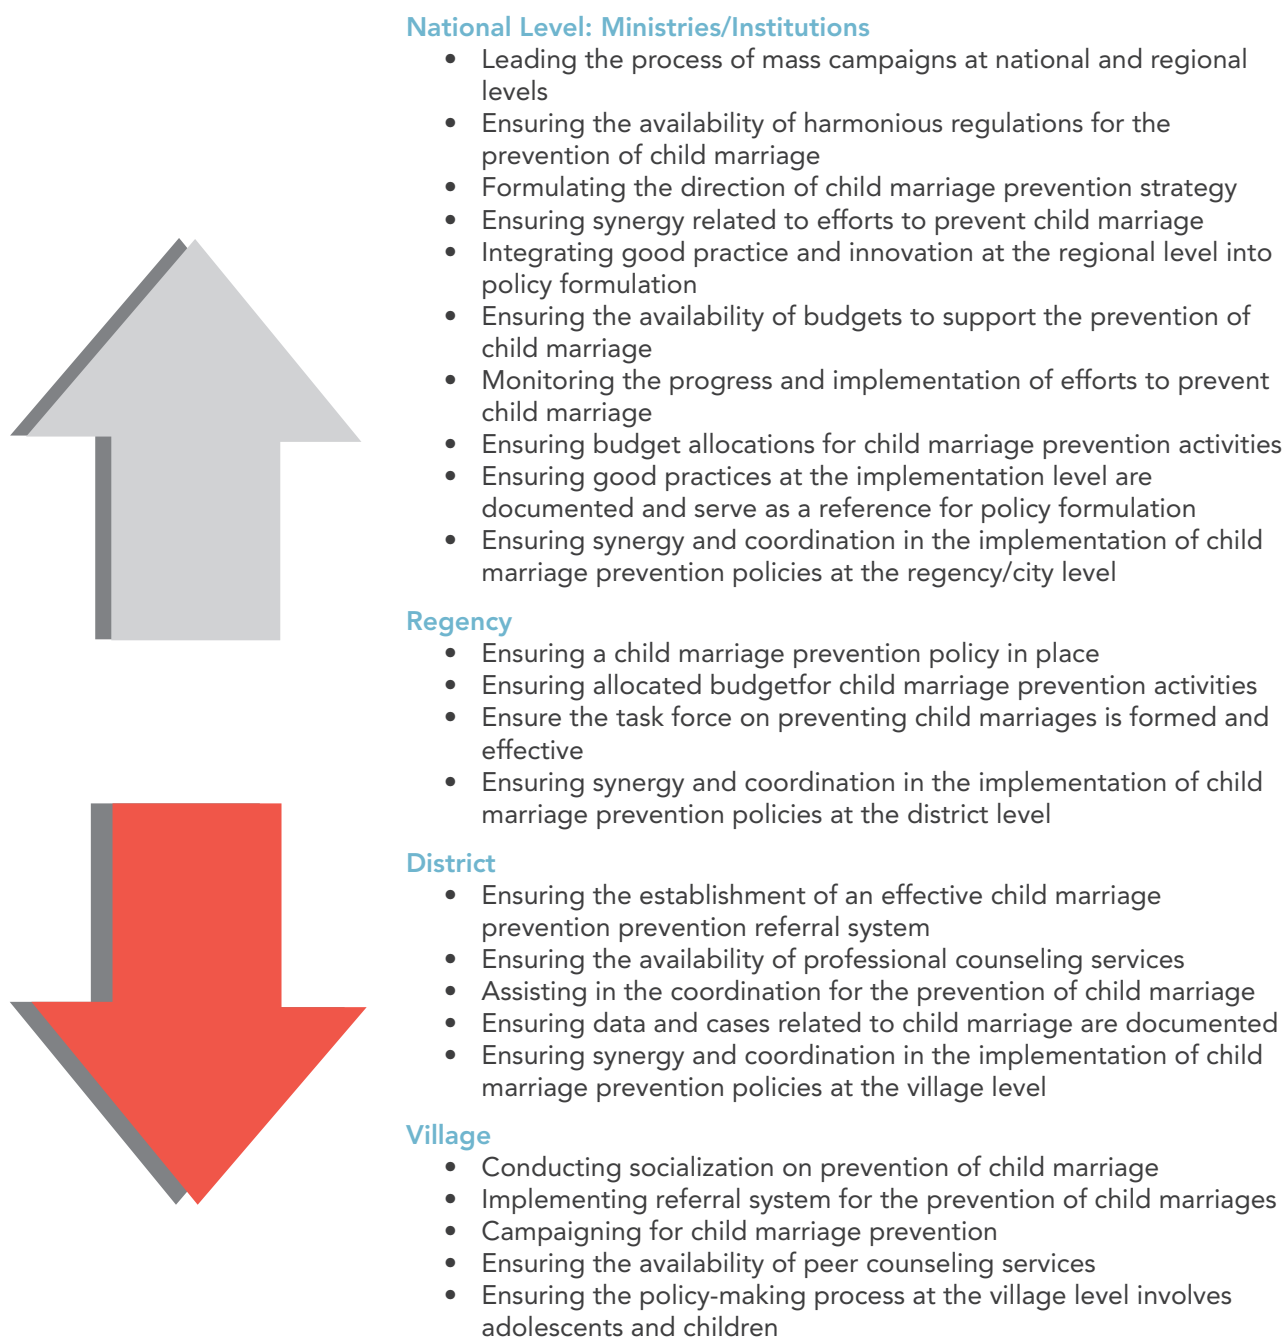 National Level: Ministries/Institutions
• Leading the process of mass campaigns at national and regional
levels
• Ensuring the availability of harmonious regulations for the
prevention of child marriage
• Formulating the direction of child marriage prevention strategy
• Ensuring synergy related to efforts to prevent child marriage
• Integrating good practice and innovation at the regional level into
policy formulation
• Ensuring the availability of budgets to support the prevention of
child marriage
• Monitoring the progress and implementation of efforts to prevent
child marriage
• Ensuring budget allocations for child marriage prevention activities
• Ensuring good practices at the implementation level are
documented and serve as a reference for policy formulation
• Ensuring synergy and coordination in the implementation of child
marriage prevention policies at the regency/city level
Regency
• Ensuring a child marriage prevention policy in place
• Ensuring allocated budgetfor child marriage prevention activities
• Ensure the task force on preventing child marriages is formed and
effective
• Ensuring synergy and coordination in the implementation of child
marriage prevention policies at the district level
District
• Ensuring the establishment of an effective child marriage
prevention prevention referral system
• Ensuring the availability of professional counseling services
• Assisting in the coordination for the prevention of child marriage
• Ensuring data and cases related to child marriage are documented
• Ensuring synergy and coordination in the implementation of child
marriage prevention policies at the village level
Village
• Conducting socialization on prevention of child marriage
• Implementing referral system for the prevention of child marriages
• Campaigning for child marriage prevention
• Ensuring the availability of peer counseling services
• Ensuring the policy-making process at the village level involves
adolescents and children